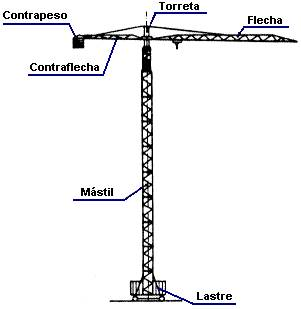 Torreta
Contrapeso
Flecha
Contraflecha
Mástil
Lastre